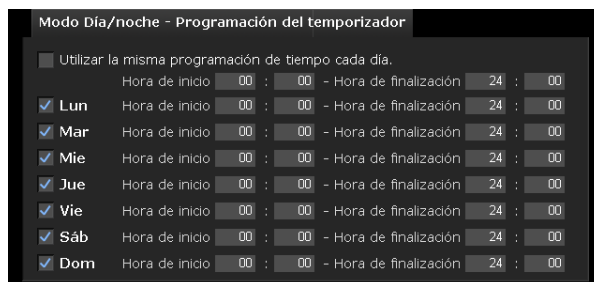 Modo Día/noche - Programación del temporizador
Utilizar la misma programación de tiempo cada día.
Hora de inicio 00 : 00 - Hora de finalización 24 : 00
Lun Hora de inicio 00 : 00 - Hora de finalización 24 : 00
Mar Hora de inicio 00 : 00 - Hora de finalización 24 : 00
Mie Hora de inicio 00 : 00 - Hora de finalización 24 : 00
Jue Hora de inicio 00 : 00 - Hora de finalización 24 : 00
Vie Hora de inicio 00 : 00 - Hora de finalización 24 : 00
Sáb Hora de inicio 00 : 00 - Hora de finalización 24 : 00
Dom Hora de inicio 00 : 00 - Hora de finalización 24 : 00